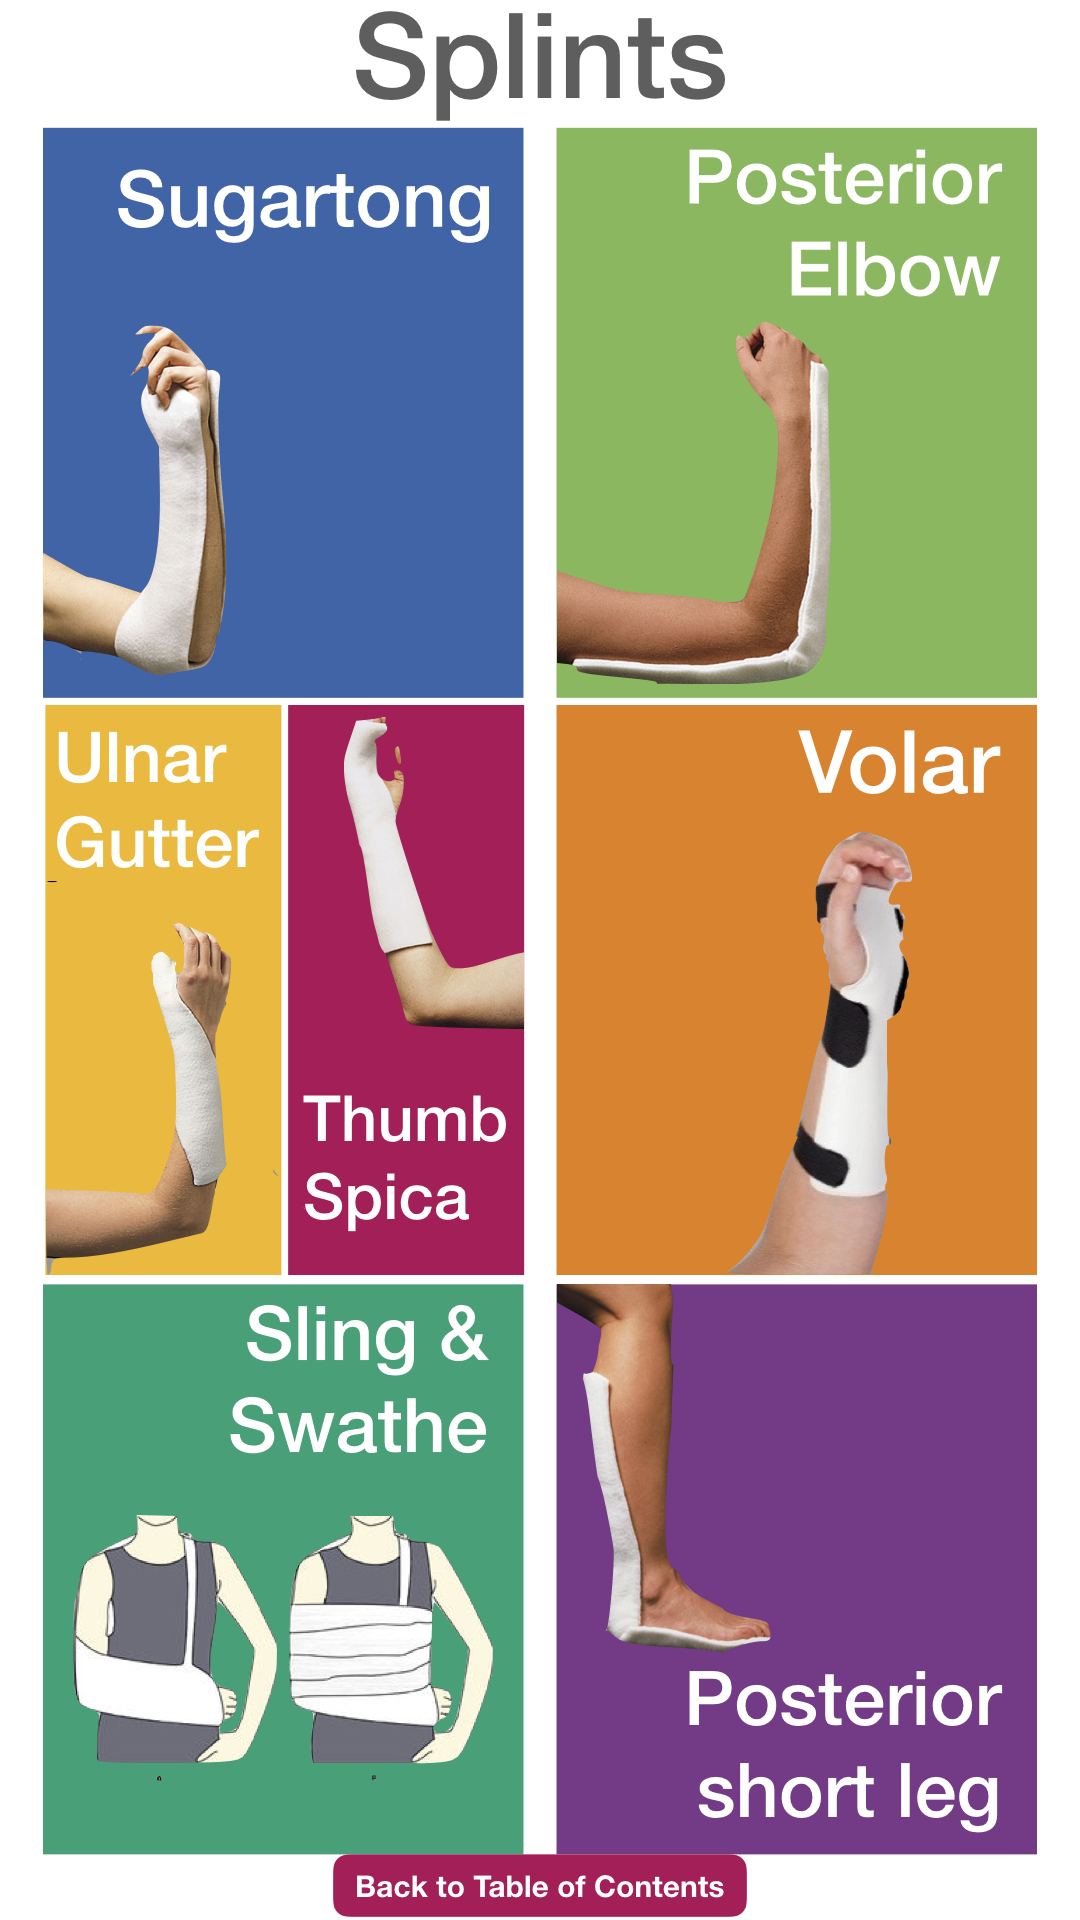 Splints
Sugartong
Posterior
Elbow
Ulnar
Gutter
Thumb
Spica
Volar
Sling &
Swathe
Posterior
short leg
Back to Table of Contents